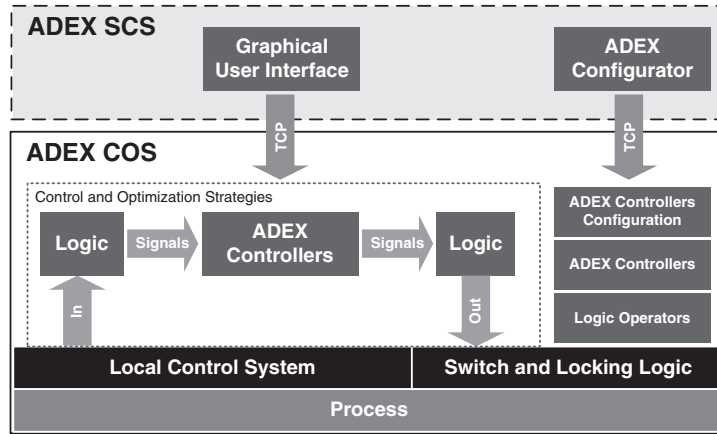 ADEX SCS
Graphical
User Interface
ADEX
Configurator
TCP
TCP
ADEX COS
Control and Optimization Strategies
Logic
Signals
ADEX
Controllers
Signals
Logic
In
Out
ADEX Controllers
Configuration
ADEX Controllers
Logic Operators
Local Control System
Switch and Locking Logic
Process